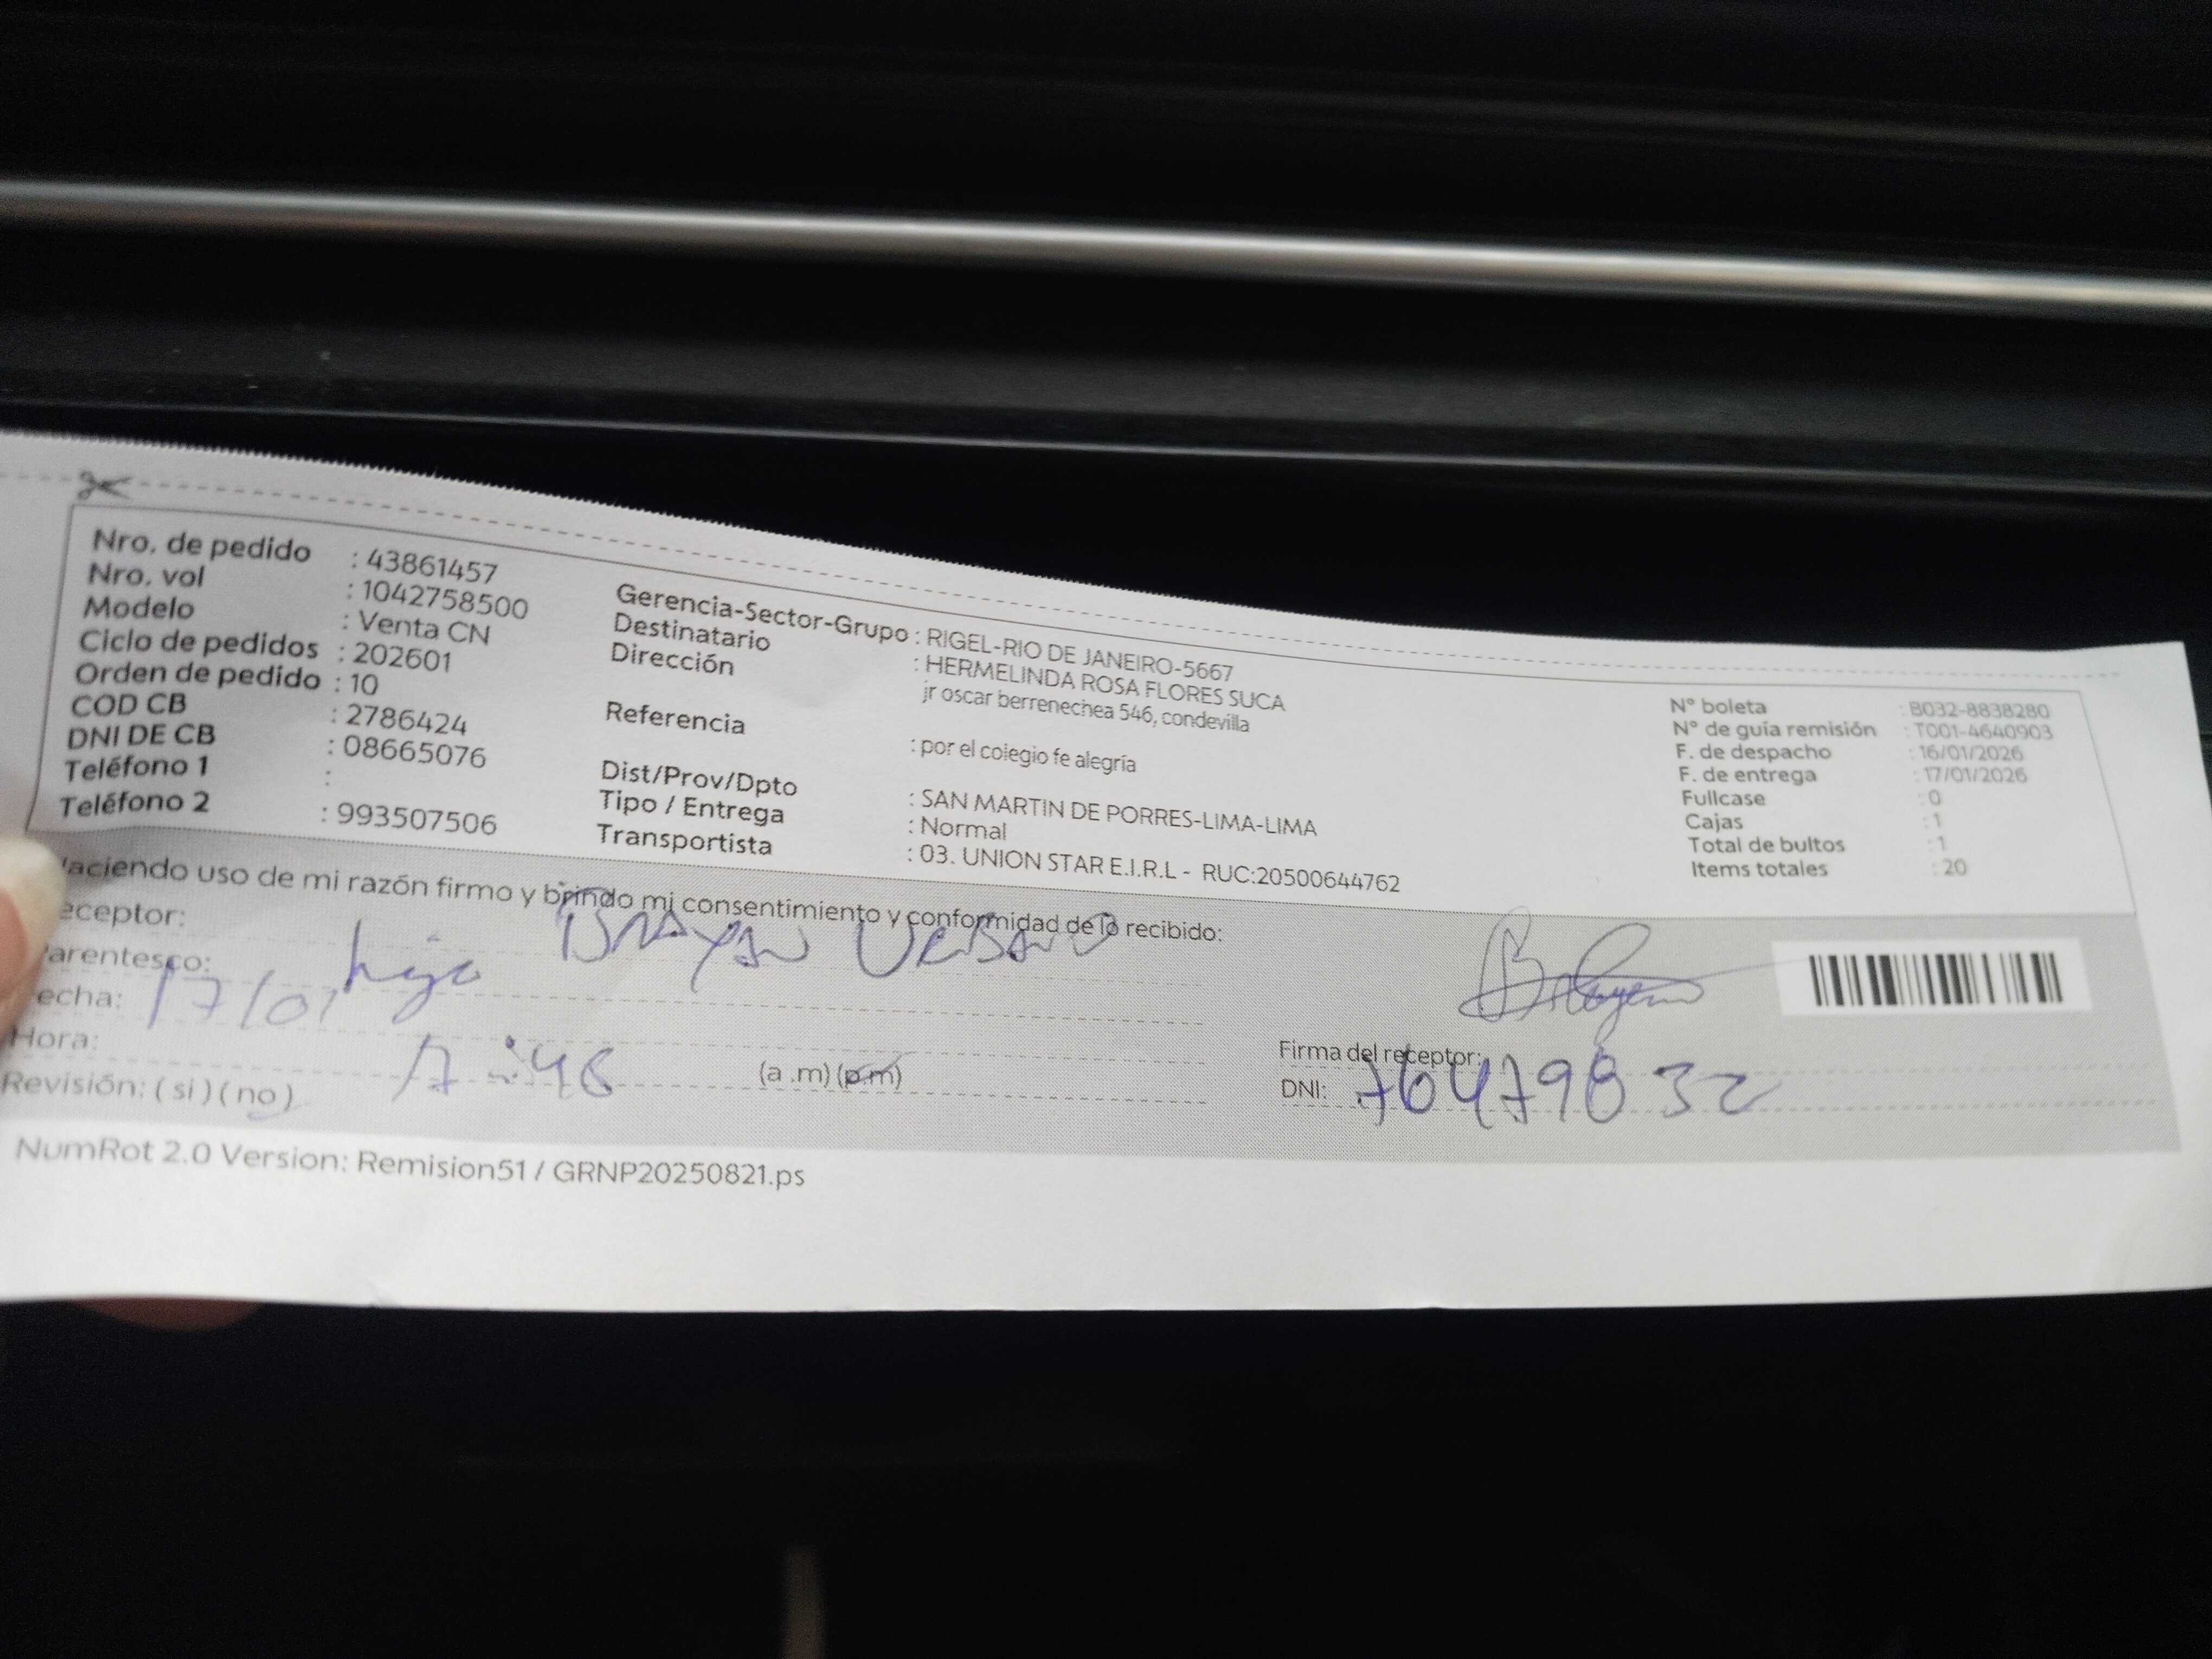 Nro. de pedido : 43861457
Nro. vol : 1042758500
Modelo : Venta CN
Ciclo de pedidos : 202601
Orden de pedido : 10
COD CB : 2786424
DNI DE CB : 08665076
Teléfono 1 :
Teléfono 2 : 993507506
Gerencia-Sector-Grupo : RIGEL-RIO DE JANEIRO-5667
Destinatario : HERMELINDA ROSA FLORES SUCA
Dirección jr oscar berrenechea 546, condevilla
Referencia : por el colegio fe alegría
Dist/Prov/Dpto : SAN MARTIN DE PORRES-LIMA-LIMA
Tipo / Entrega : Normal
Transportista : 03. UNION STAR E.I.R.L - RUC:20500644762
N° boleta : B032-8838280
N° de guía remisión : T001-4640903
F. de despacho : 16/01/2026
F. de entrega : 17/01/2026
Fullcase : 0
Cajas : 1
Total de bultos : 1
Items totales : 20
Haciendo uso de mi razón firmo y brindo mi consentimiento y conformidad de lo recibido:
eceptor: BRAYAN
Parentesco: hijo
echa: 17/01
Hora: :46 (a .m) (p.m)
Revisión: ( si ) ( no )
Firma del receptor:
DNI: 76479832
NumRot 2.0 Version: Remision51 / GRNP20250821.ps